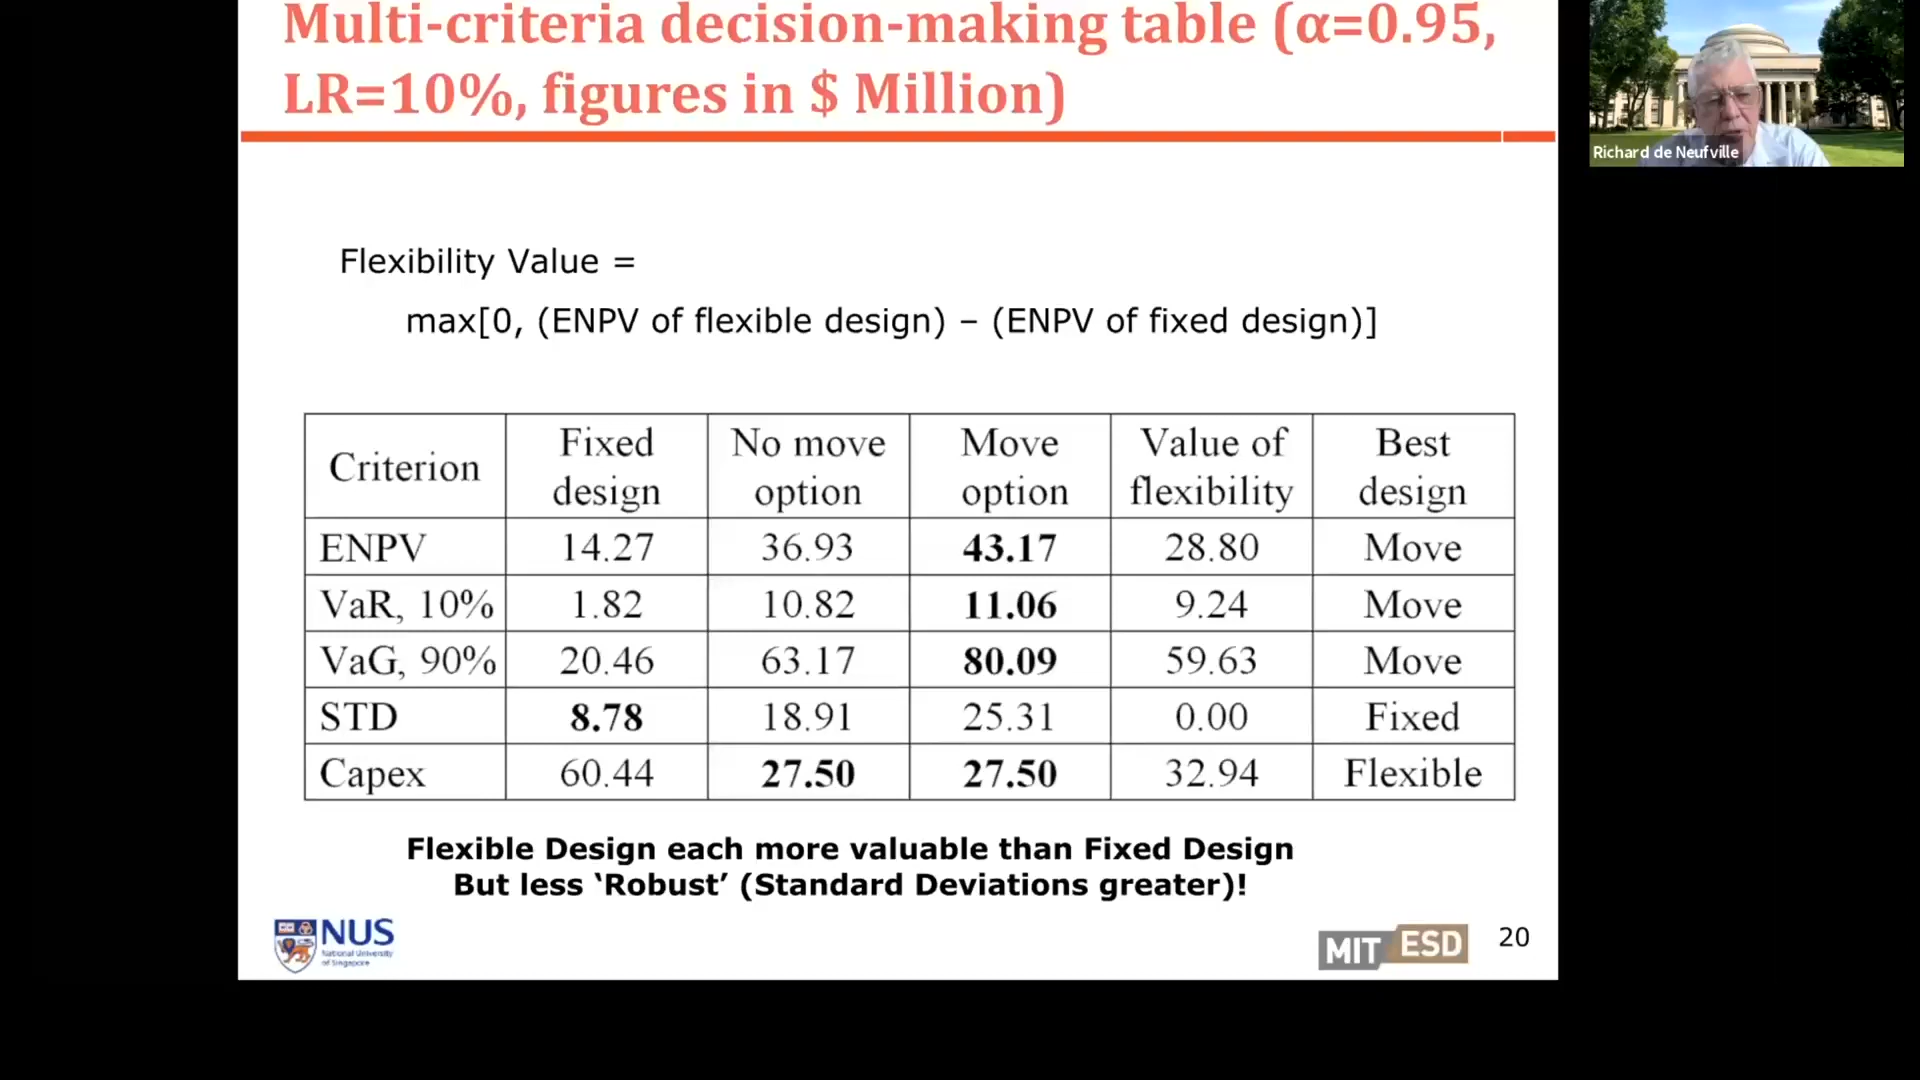 Multi-criteria decision-making table (α=0.95,
LR=10%, figures in $ Million)
Richard de Neufville
Flexibility Value =
max[0, (ENPV of flexible design) – (ENPV of fixed design)]
Criterion Fixed design No move option Move option Value of flexibility Best design
ENPV 14.27 36.93 43.17 28.80 Move
VaR, 10% 1.82 10.82 11.06 9.24 Move
VaG, 90% 20.46 63.17 80.09 59.63 Move
STD 8.78 18.91 25.31 0.00 Fixed
Capex 60.44 27.50 27.50 32.94 Flexible
Flexible Design each more valuable than Fixed Design
But less ‘Robust’ (Standard Deviations greater)!
NUS
National University
of Singapore
MIT ESD
20